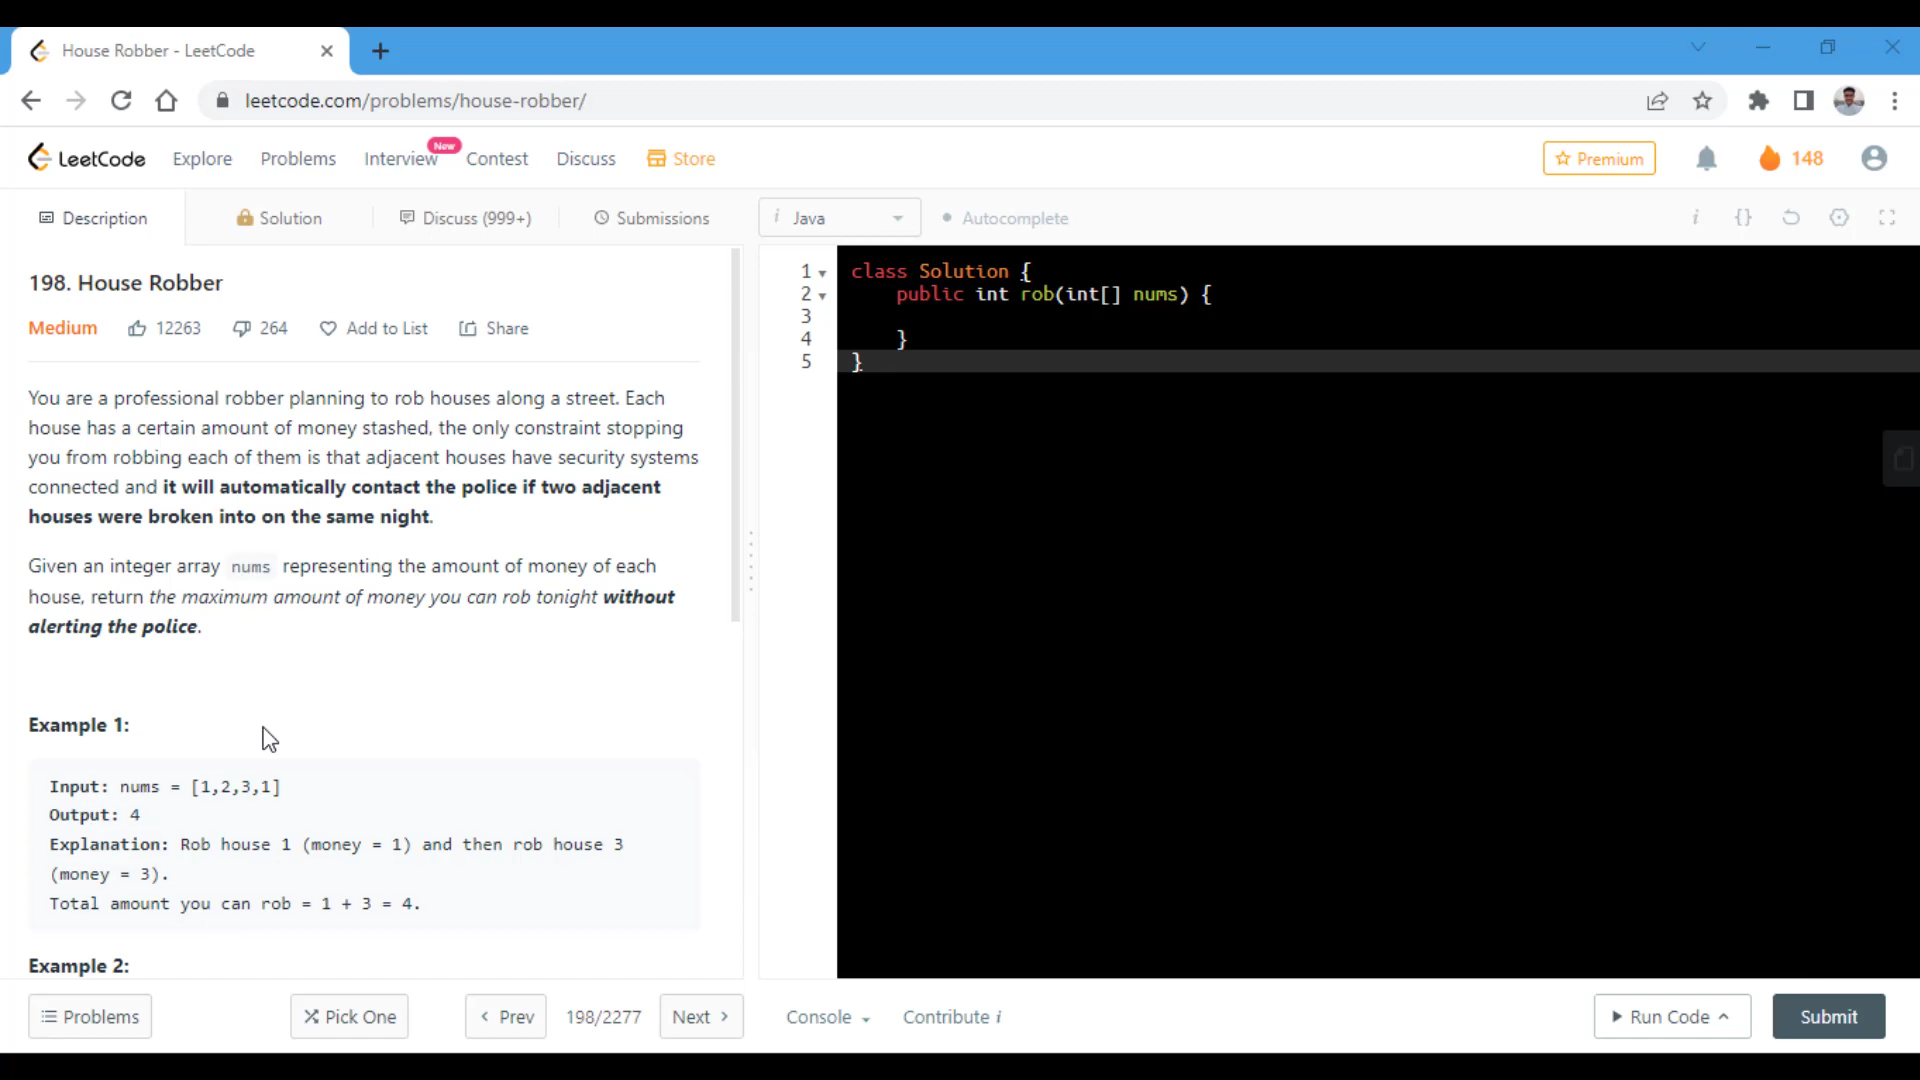 House Robber - LeetCode
leetcode.com/problems/house-robber/
LeetCode Explore Problems Interview New Contest Discuss Store Premium 148
Description Solution Discuss (999+) Submissions i Java Autocomplete i {}
198. House Robber
Medium 12263 264 Add to List Share
You are a professional robber planning to rob houses along a street. Each
house has a certain amount of money stashed, the only constraint stopping
you from robbing each of them is that adjacent houses have security systems
connected and it will automatically contact the police if two adjacent
houses were broken into on the same night.
Given an integer array nums representing the amount of money of each
house, return the maximum amount of money you can rob tonight without
alerting the police.
Example 1:
Input: nums = [1,2,3,1]
Output: 4
Explanation: Rob house 1 (money = 1) and then rob house 3
(money = 3).
Total amount you can rob = 1 + 3 = 4.
Example 2:
1 class Solution {
2 public int rob(int[] nums) {
3
4 }
5 }
Problems Pick One Prev 198/2277 Next Console Contribute i Run Code Submit